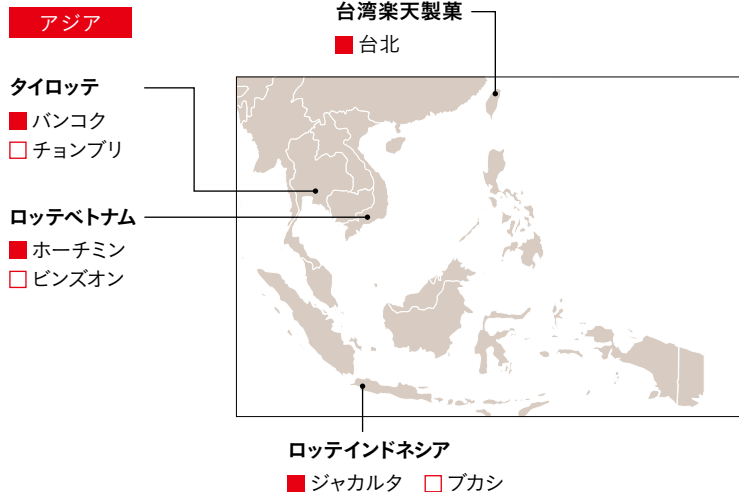 アジア
台湾楽天製菓
台北
タイロッテ
バンコク
チョンブリ
ロッテベトナム
ホーチミン
ビンズオン
ロッテインドネシア
ジャカルタ ブカシ